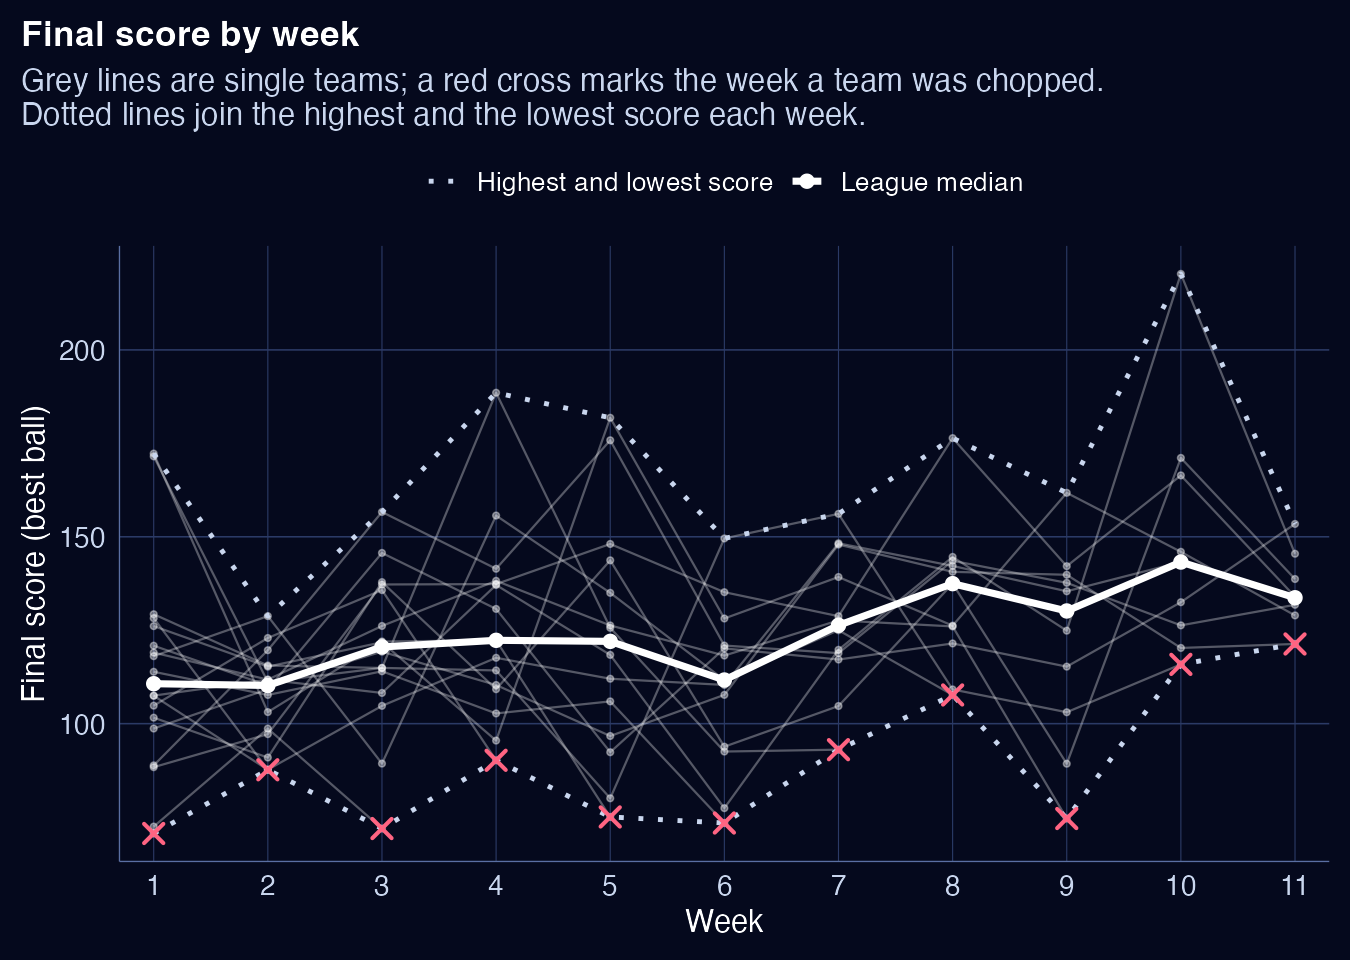 Final score by week
Grey lines are single teams; a red cross marks the week a team was chopped.
Dotted lines join the highest and the lowest score each week.
Highest and lowest score
League median
Final score (best ball)
200
150
100
1 2 3 4 5 6 7 8 9 10 11
Week